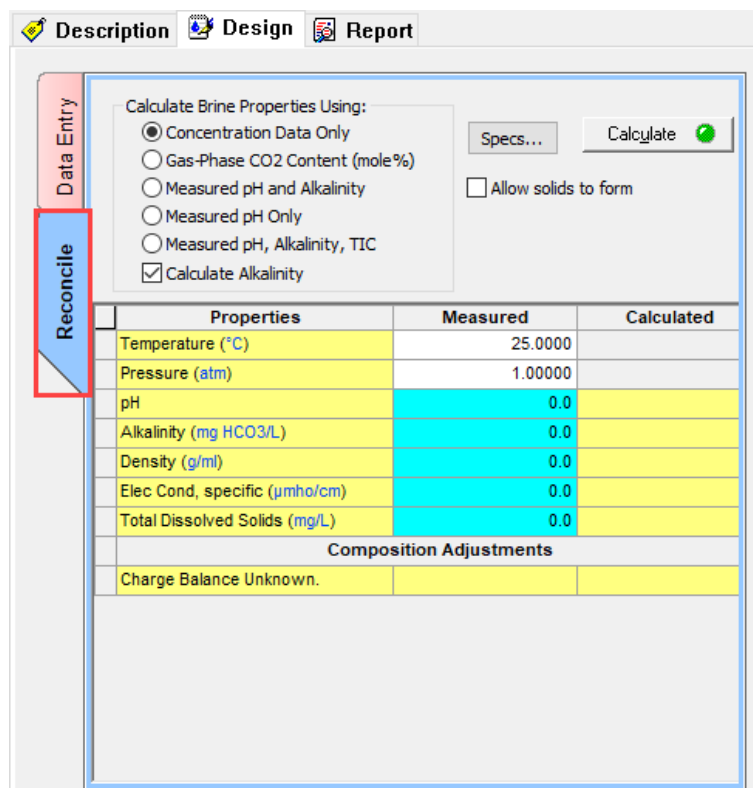 Description Design Report
Data Entry
Reconcile
Calculate Brine Properties Using:
Concentration Data Only
Gas-Phase CO2 Content (mole%)
Measured pH and Alkalinity
Measured pH Only
Measured pH, Alkalinity, TIC
Calculate Alkalinity
Specs... Calculate
Allow solids to form
Properties Measured Calculated
Temperature (°C) 25.0000
Pressure (atm) 1.00000
pH 0.0
Alkalinity (mg HCO3/L) 0.0
Density (g/ml) 0.0
Elec Cond, specific (µmho/cm) 0.0
Total Dissolved Solids (mg/L) 0.0
Composition Adjustments
Charge Balance Unknown.